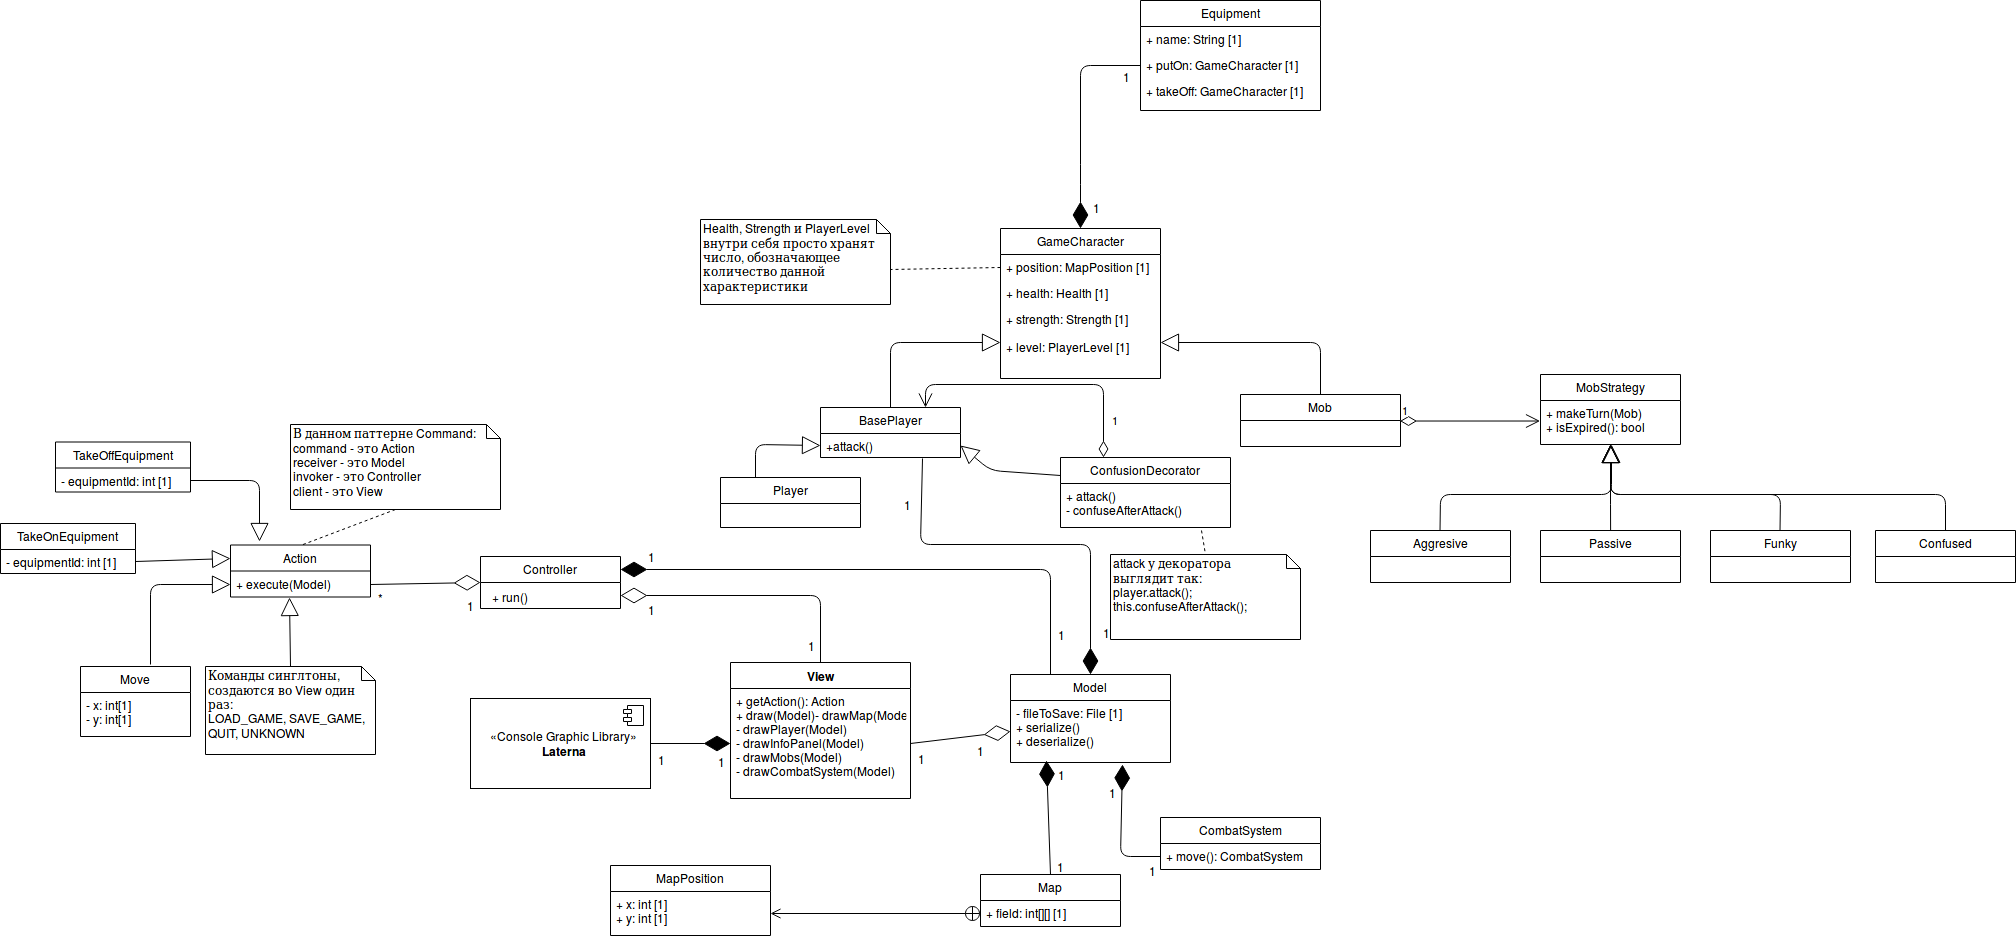 Equipment
+ name: String [1]
+ putOn: GameCharacter [1]
+ takeOff: GameCharacter [1]
1
1
Health, Strength и PlayerLevel
внутри себя просто хранят
число, обозначающее
количество данной
характеристики
GameCharacter
+ position: MapPosition [1]
+ health: Health [1]
+ strength: Strength [1]
+ level: PlayerLevel [1]
BasePlayer
+attack()
1
Player
ConfusionDecorator
+ attack()
- confuseAfterAttack()
1
attack у декоратора
выглядит так:
player.attack();
this.confuseAfterAttack();
Mob
1
MobStrategy
+ makeTurn(Mob)
+ isExpired(): bool
Aggresive
Passive
Funky
Confused
В данном паттерне Command:
command - это Action
receiver - это Model
invoker - это Controller
client - это View
TakeOffEquipment
- equipmentId: int [1]
TakeOnEquipment
- equipmentId: int [1]
Action
+ execute(Model)
*
1
Controller
+ run()
1
1
1
1
1
Move
- x: int[1]
- y: int[1]
Команды синглтоны,
создаются во View один
раз:
LOAD_GAME, SAVE_GAME,
QUIT, UNKNOWN
«Console Graphic Library»
Laterna
1
1
View
+ getAction(): Action
+ draw(Model)- drawMap(Mode
- drawPlayer(Model)
- drawInfoPanel(Model)
- drawMobs(Model)
- drawCombatSystem(Model)
1
1
Model
- fileToSave: File [1]
+ serialize()
+ deserialize()
1
1
CombatSystem
+ move(): CombatSystem
1
1
MapPosition
+ x: int [1]
+ y: int [1]
Map
+ field: int[][] [1]